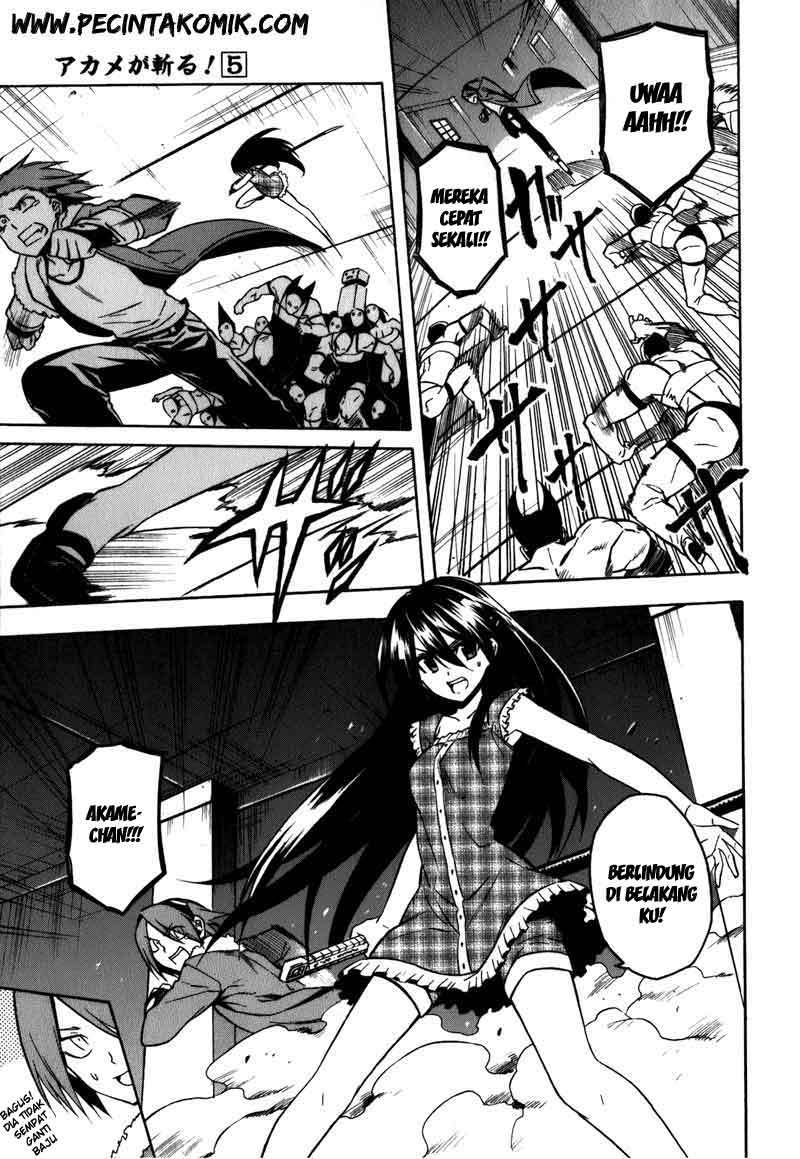 WWW.PECINTAKOMIK.COM
アカメが斬る! 5
UWAA
AAHH!!
MEREKA
CEPAT
SEKALI!!
AKAME-
CHAN!!!
BERLINDUNG
DI BELAKANG
KU!
BAGUS!
DIA TIDAK
SEMPAT
GANTI
BAJU